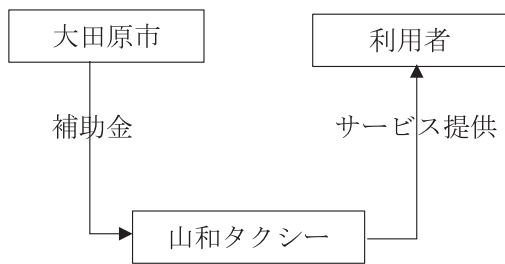 大田原市
利用者
補助金
サービス提供
山和タクシー